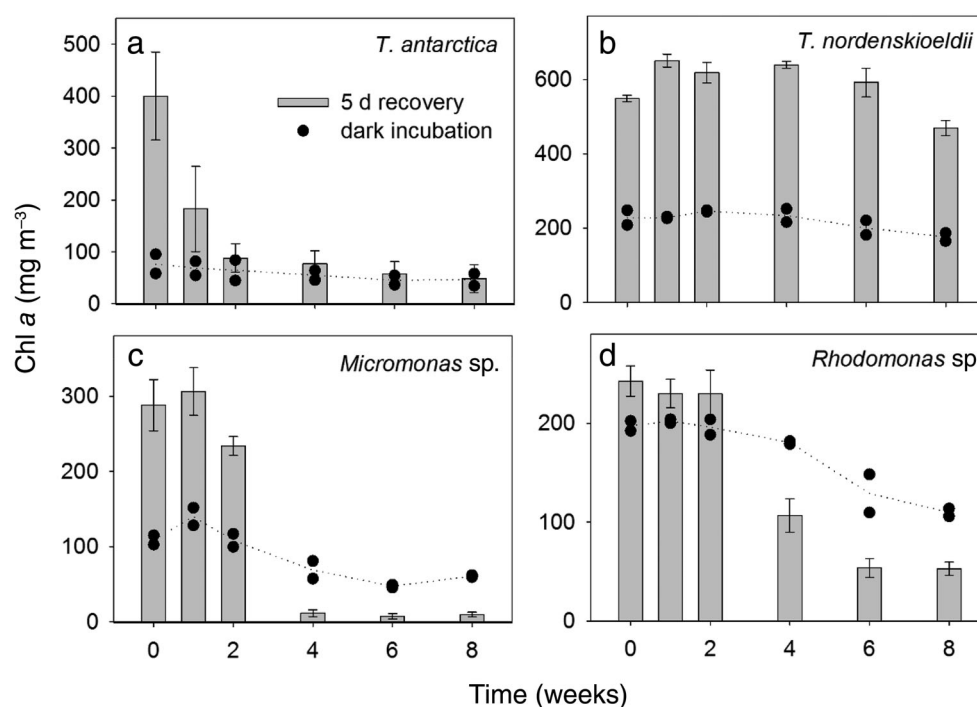 a
T. antarctica
500
400
300
200
100
0
5 d recovery
dark incubation
b
T. nordenskioeldii
600
400
200
0
c
Micromonas sp.
300
200
100
0
0 2 4 6 8
d
Rhodomonas sp
200
100
0
0 2 4 6 8
Chl a (mg m⁻³)
Time (weeks)